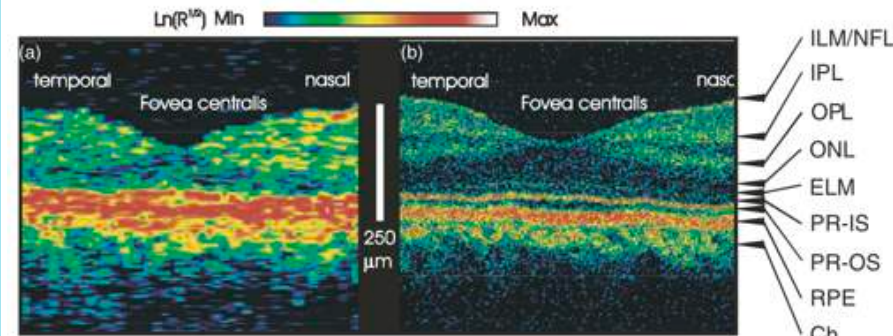 Ln(R^1/2) Min Max
(a)
temporal nasal
Fovea centralis
250
μm
(b)
temporal nasc
Fovea centralis
ILM/NFL
IPL
OPL
ONL
ELM
PR-IS
PR-OS
RPE
Ch